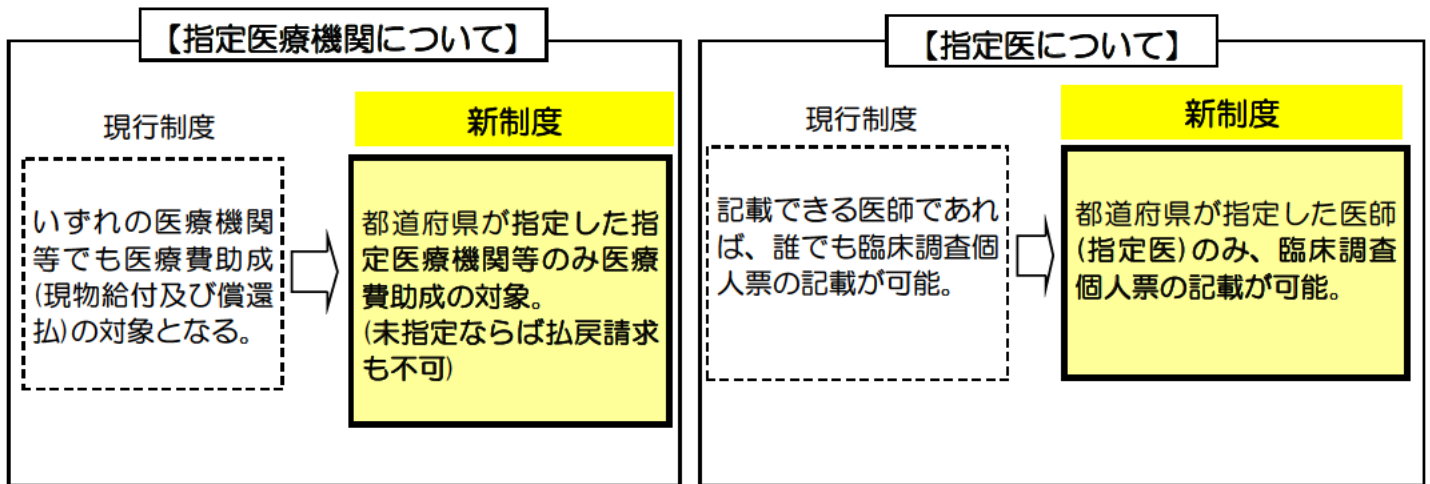 【指定医療機関について】
現行制度
いずれの医療機関
等でも医療費助成
(現物給付及び償還
払)の対象となる。
新制度
都道府県が指定した指
定医療機関等のみ医療
費助成の対象。
(未指定ならば払戻請求
も不可)
【指定医について】
現行制度
記載できる医師であれ
ば、誰でも臨床調査個
人票の記載が可能。
新制度
都道府県が指定した医師
(指定医)のみ、臨床調査
個人票の記載が可能。